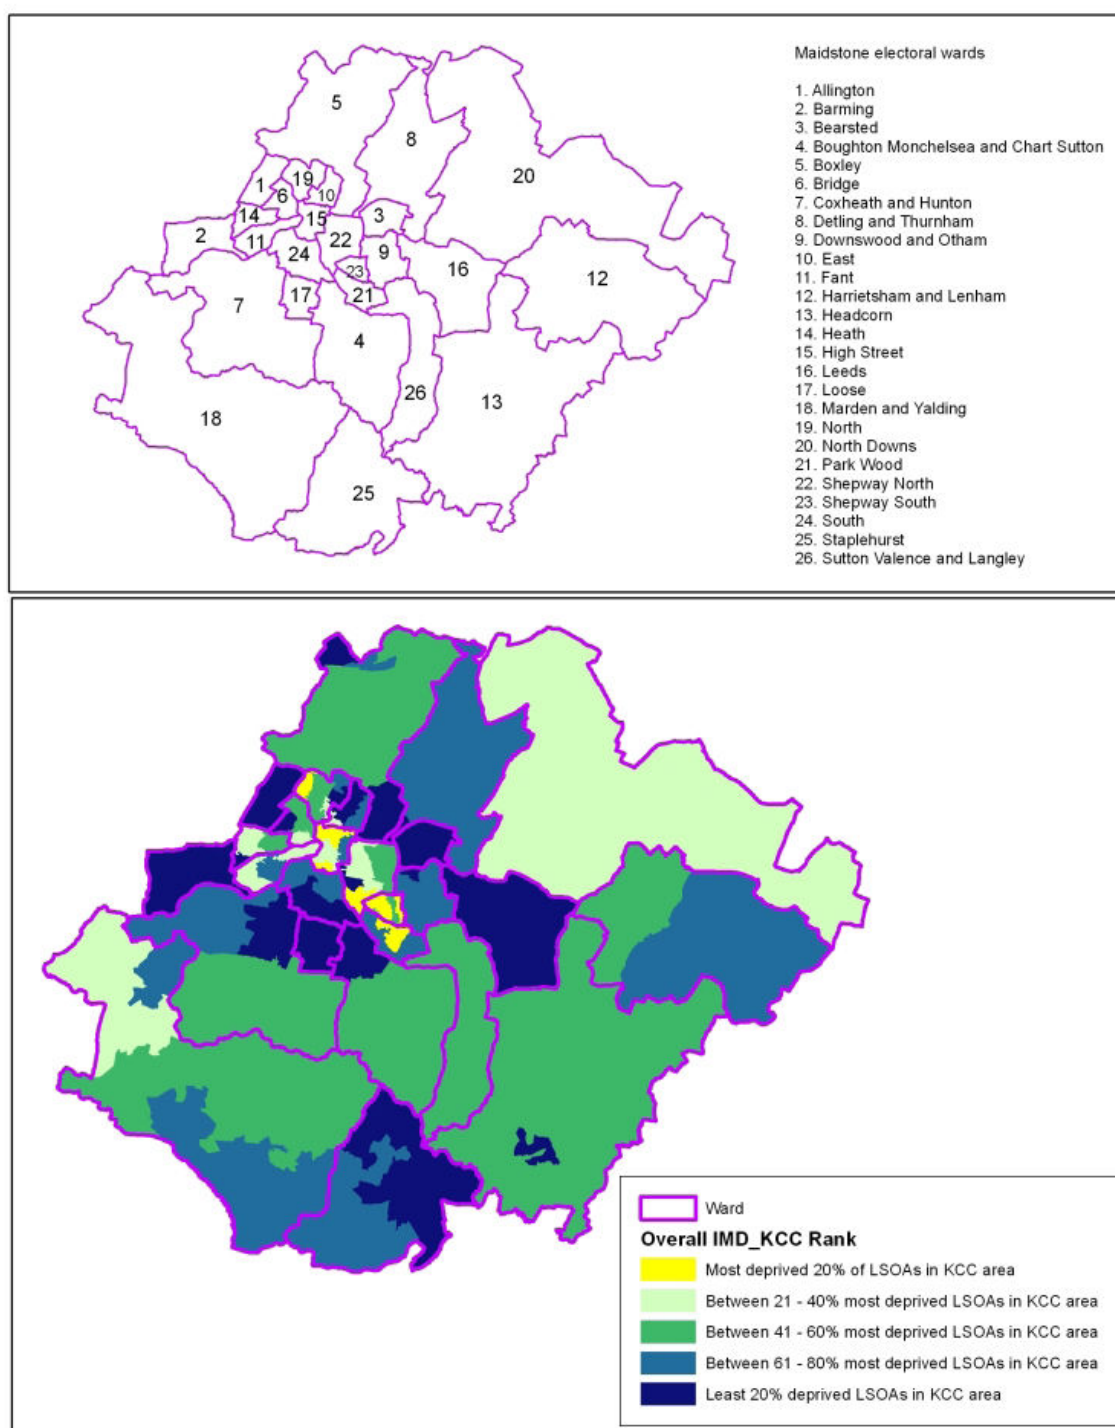 Maidstone electoral wards
1. Allington
2. Barming
3. Bearsted
4. Boughton Monchelsea and Chart Sutton
5. Boxley
6. Bridge
7. Coxheath and Hunton
8. Detling and Thurnham
9. Downswood and Otham
10. East
11. Fant
12. Harrietsham and Lenham
13. Headcorn
14. Heath
15. High Street
16. Leeds
17. Loose
18. Marden and Yalding
19. North
20. North Downs
21. Park Wood
22. Shepway North
23. Shepway South
24. South
25. Staplehurst
26. Sutton Valence and Langley
5
8
20
1
19
6
10
14
15
3
2
11
22
9
24
23
16
12
17
21
7
4
26
13
18
25
Ward
Overall IMD_KCC Rank
Most deprived 20% of LSOAs in KCC area
Between 21 - 40% most deprived LSOAs in KCC area
Between 41 - 60% most deprived LSOAs in KCC area
Between 61 - 80% most deprived LSOAs in KCC area
Least 20% deprived LSOAs in KCC area